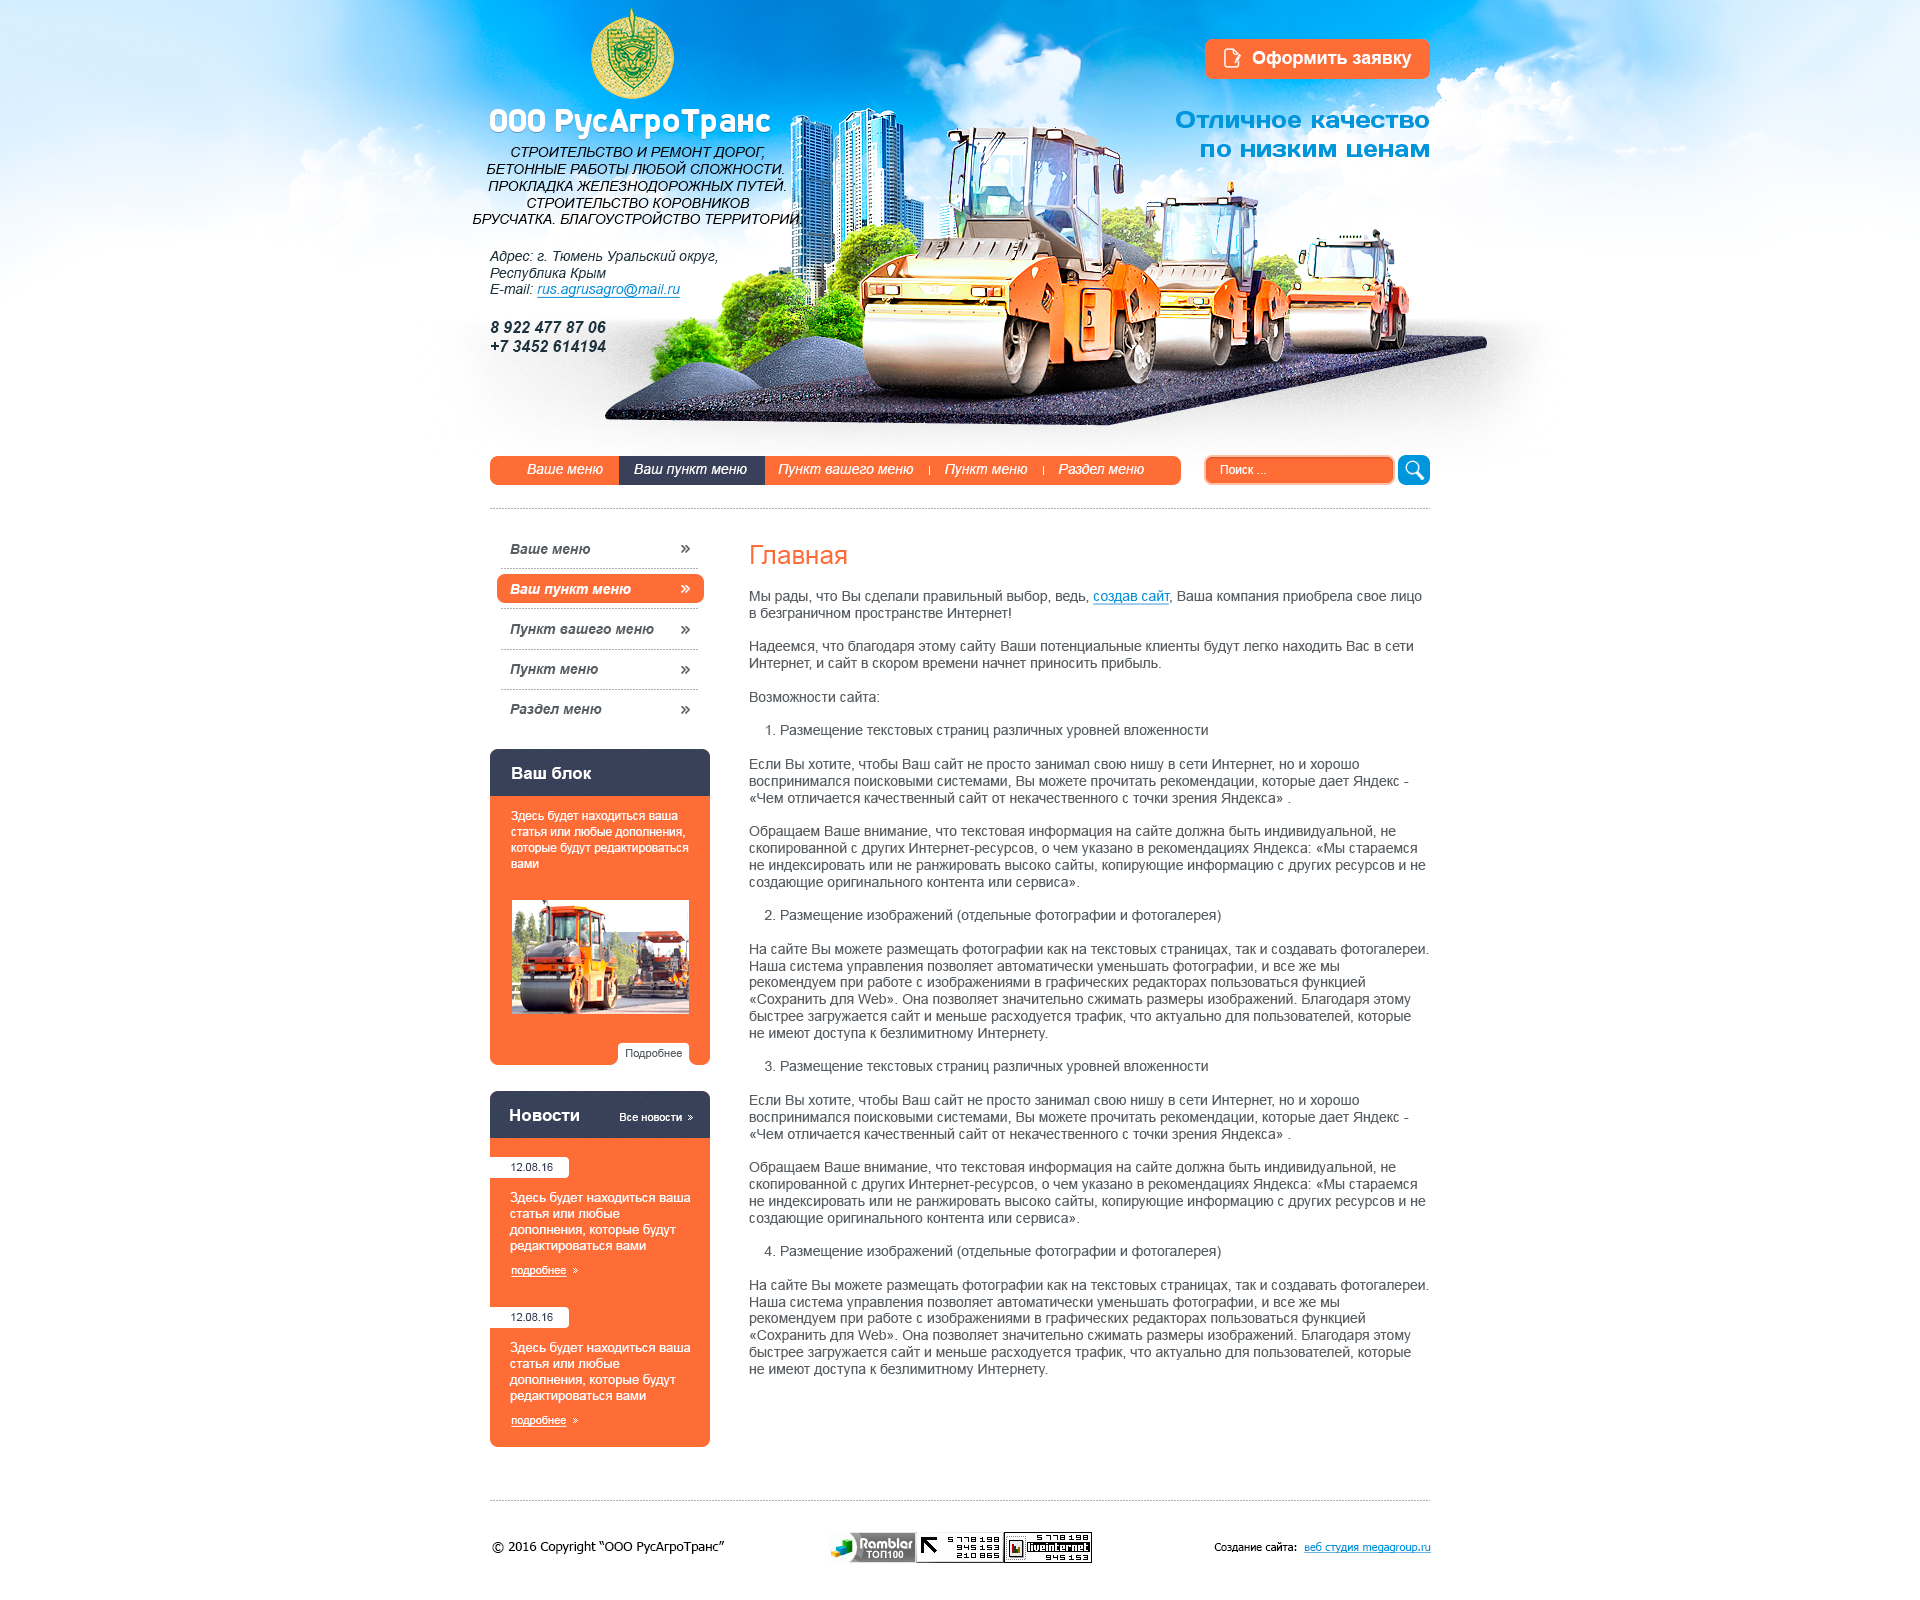 ООО РусАгроТранс
СТРОИТЕЛЬСТВО И РЕМОНТ ДОРОГ,
БЕТОННЫЕ РАБОТЫ ЛЮБОЙ СЛОЖНОСТИ.
ПРОКЛАДКА ЖЕЛЕЗНОДОРОЖНЫХ ПУТЕЙ.
СТРОИТЕЛЬСТВО КОРОВНИКОВ
БРУСЧАТКА. БЛАГОУСТРОЙСТВО ТЕРРИТОРИЙ.
Адрес: г. Тюмень Уральский округ,
Республика Крым
E-mail: rus.agrusagro@mail.ru
8 922 477 87 06
+7 3452 614194
Оформить заявку
Отличное качество
по низким ценам
Ваше меню Ваш пункт меню Пункт вашего меню Пункт меню Раздел меню
Поиск ...
Ваше меню »
Ваш пункт меню »
Пункт вашего меню »
Пункт меню »
Раздел меню »
Ваш блок
Здесь будет находиться ваша
статья или любые дополнения,
которые будут редактироваться
вами
Подробнее
Новости
Все новости »
12.08.16
Здесь будет находиться ваша
статья или любые
дополнения, которые будут
редактироваться вами
подробнее »
12.08.16
Здесь будет находиться ваша
статья или любые
дополнения, которые будут
редактироваться вами
подробнее »
Главная
Мы рады, что Вы сделали правильный выбор, ведь, создав сайт, Ваша компания приобрела свое лицо
в безграничном пространстве Интернет!
Надеемся, что благодаря этому сайту Ваши потенциальные клиенты будут легко находить Вас в сети
Интернет, и сайт в скором времени начнет приносить прибыль.
Возможности сайта:
1. Размещение текстовых страниц различных уровней вложенности
Если Вы хотите, чтобы Ваш сайт не просто занимал свою нишу в сети Интернет, но и хорошо
воспринимался поисковыми системами, Вы можете прочитать рекомендации, которые дает Яндекс -
«Чем отличается качественный сайт от некачественного с точки зрения Яндекса» .
Обращаем Ваше внимание, что текстовая информация на сайте должна быть индивидуальной, не
скопированной с других Интернет-ресурсов, о чем указано в рекомендациях Яндекса: «Мы стараемся
не индексировать или не ранжировать высоко сайты, копирующие информацию с других ресурсов и не
создающие оригинального контента или сервиса».
2. Размещение изображений (отдельные фотографии и фотогалерея)
На сайте Вы можете размещать фотографии как на текстовых страницах, так и создавать фотогалереи.
Наша система управления позволяет автоматически уменьшать фотографии, и все же мы
рекомендуем при работе с изображениями в графических редакторах пользоваться функцией
«Сохранить для Web». Она позволяет значительно сжимать размеры изображений. Благодаря этому
быстрее загружается сайт и меньше расходуется трафик, что актуально для пользователей, которые
не имеют доступа к безлимитному Интернету.
3. Размещение текстовых страниц различных уровней вложенности
Если Вы хотите, чтобы Ваш сайт не просто занимал свою нишу в сети Интернет, но и хорошо
воспринимался поисковыми системами, Вы можете прочитать рекомендации, которые дает Яндекс -
«Чем отличается качественный сайт от некачественного с точки зрения Яндекса» .
Обращаем Ваше внимание, что текстовая информация на сайте должна быть индивидуальной, не
скопированной с других Интернет-ресурсов, о чем указано в рекомендациях Яндекса: «Мы стараемся
не индексировать или не ранжировать высоко сайты, копирующие информацию с других ресурсов и не
создающие оригинального контента или сервиса».
4. Размещение изображений (отдельные фотографии и фотогалерея)
На сайте Вы можете размещать фотографии как на текстовых страницах, так и создавать фотогалереи.
Наша система управления позволяет автоматически уменьшать фотографии, и все же мы
рекомендуем при работе с изображениями в графических редакторах пользоваться функцией
«Сохранить для Web». Она позволяет значительно сжимать размеры изображений. Благодаря этому
быстрее загружается сайт и меньше расходуется трафик, что актуально для пользователей, которые
не имеют доступа к безлимитному Интернету.
© 2016 Copyright “ООО РусАгроТранс”
Rambler
ТОП100
5 778 198
945 153
210 865
5 778 198
liveinternet
945 153
Создание сайта: веб студия megagroup.ru